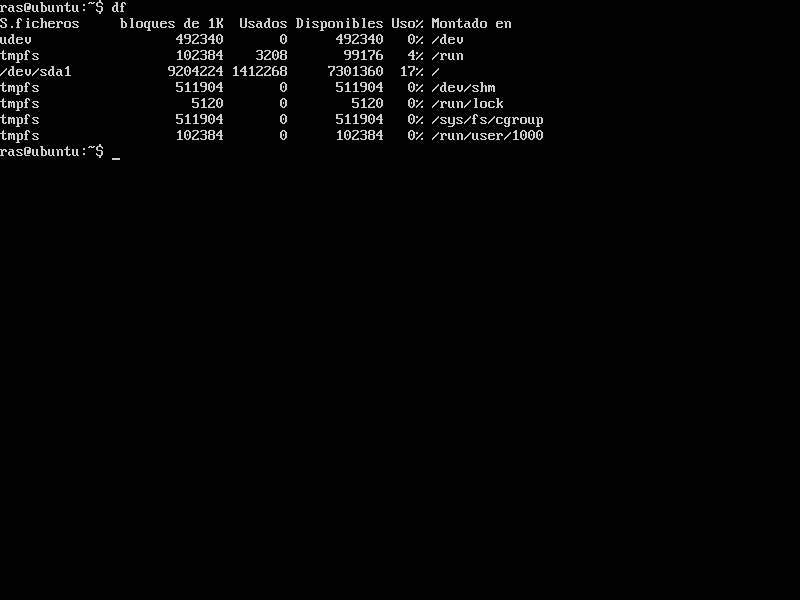 ras@ubuntu:~$ df
S.ficheros     bloques de 1K  Usados Disponibles Uso% Montado en
udev                  492340       0      492340   0% /dev
tmpfs                 102384    3208       99176   4% /run
/dev/sda1            9204224 1412268     7301360  17% /
tmpfs                 511904       0      511904   0% /dev/shm
tmpfs                   5120       0        5120   0% /run/lock
tmpfs                 511904       0      511904   0% /sys/fs/cgroup
tmpfs                 102384       0      102384   0% /run/user/1000
ras@ubuntu:~$ _